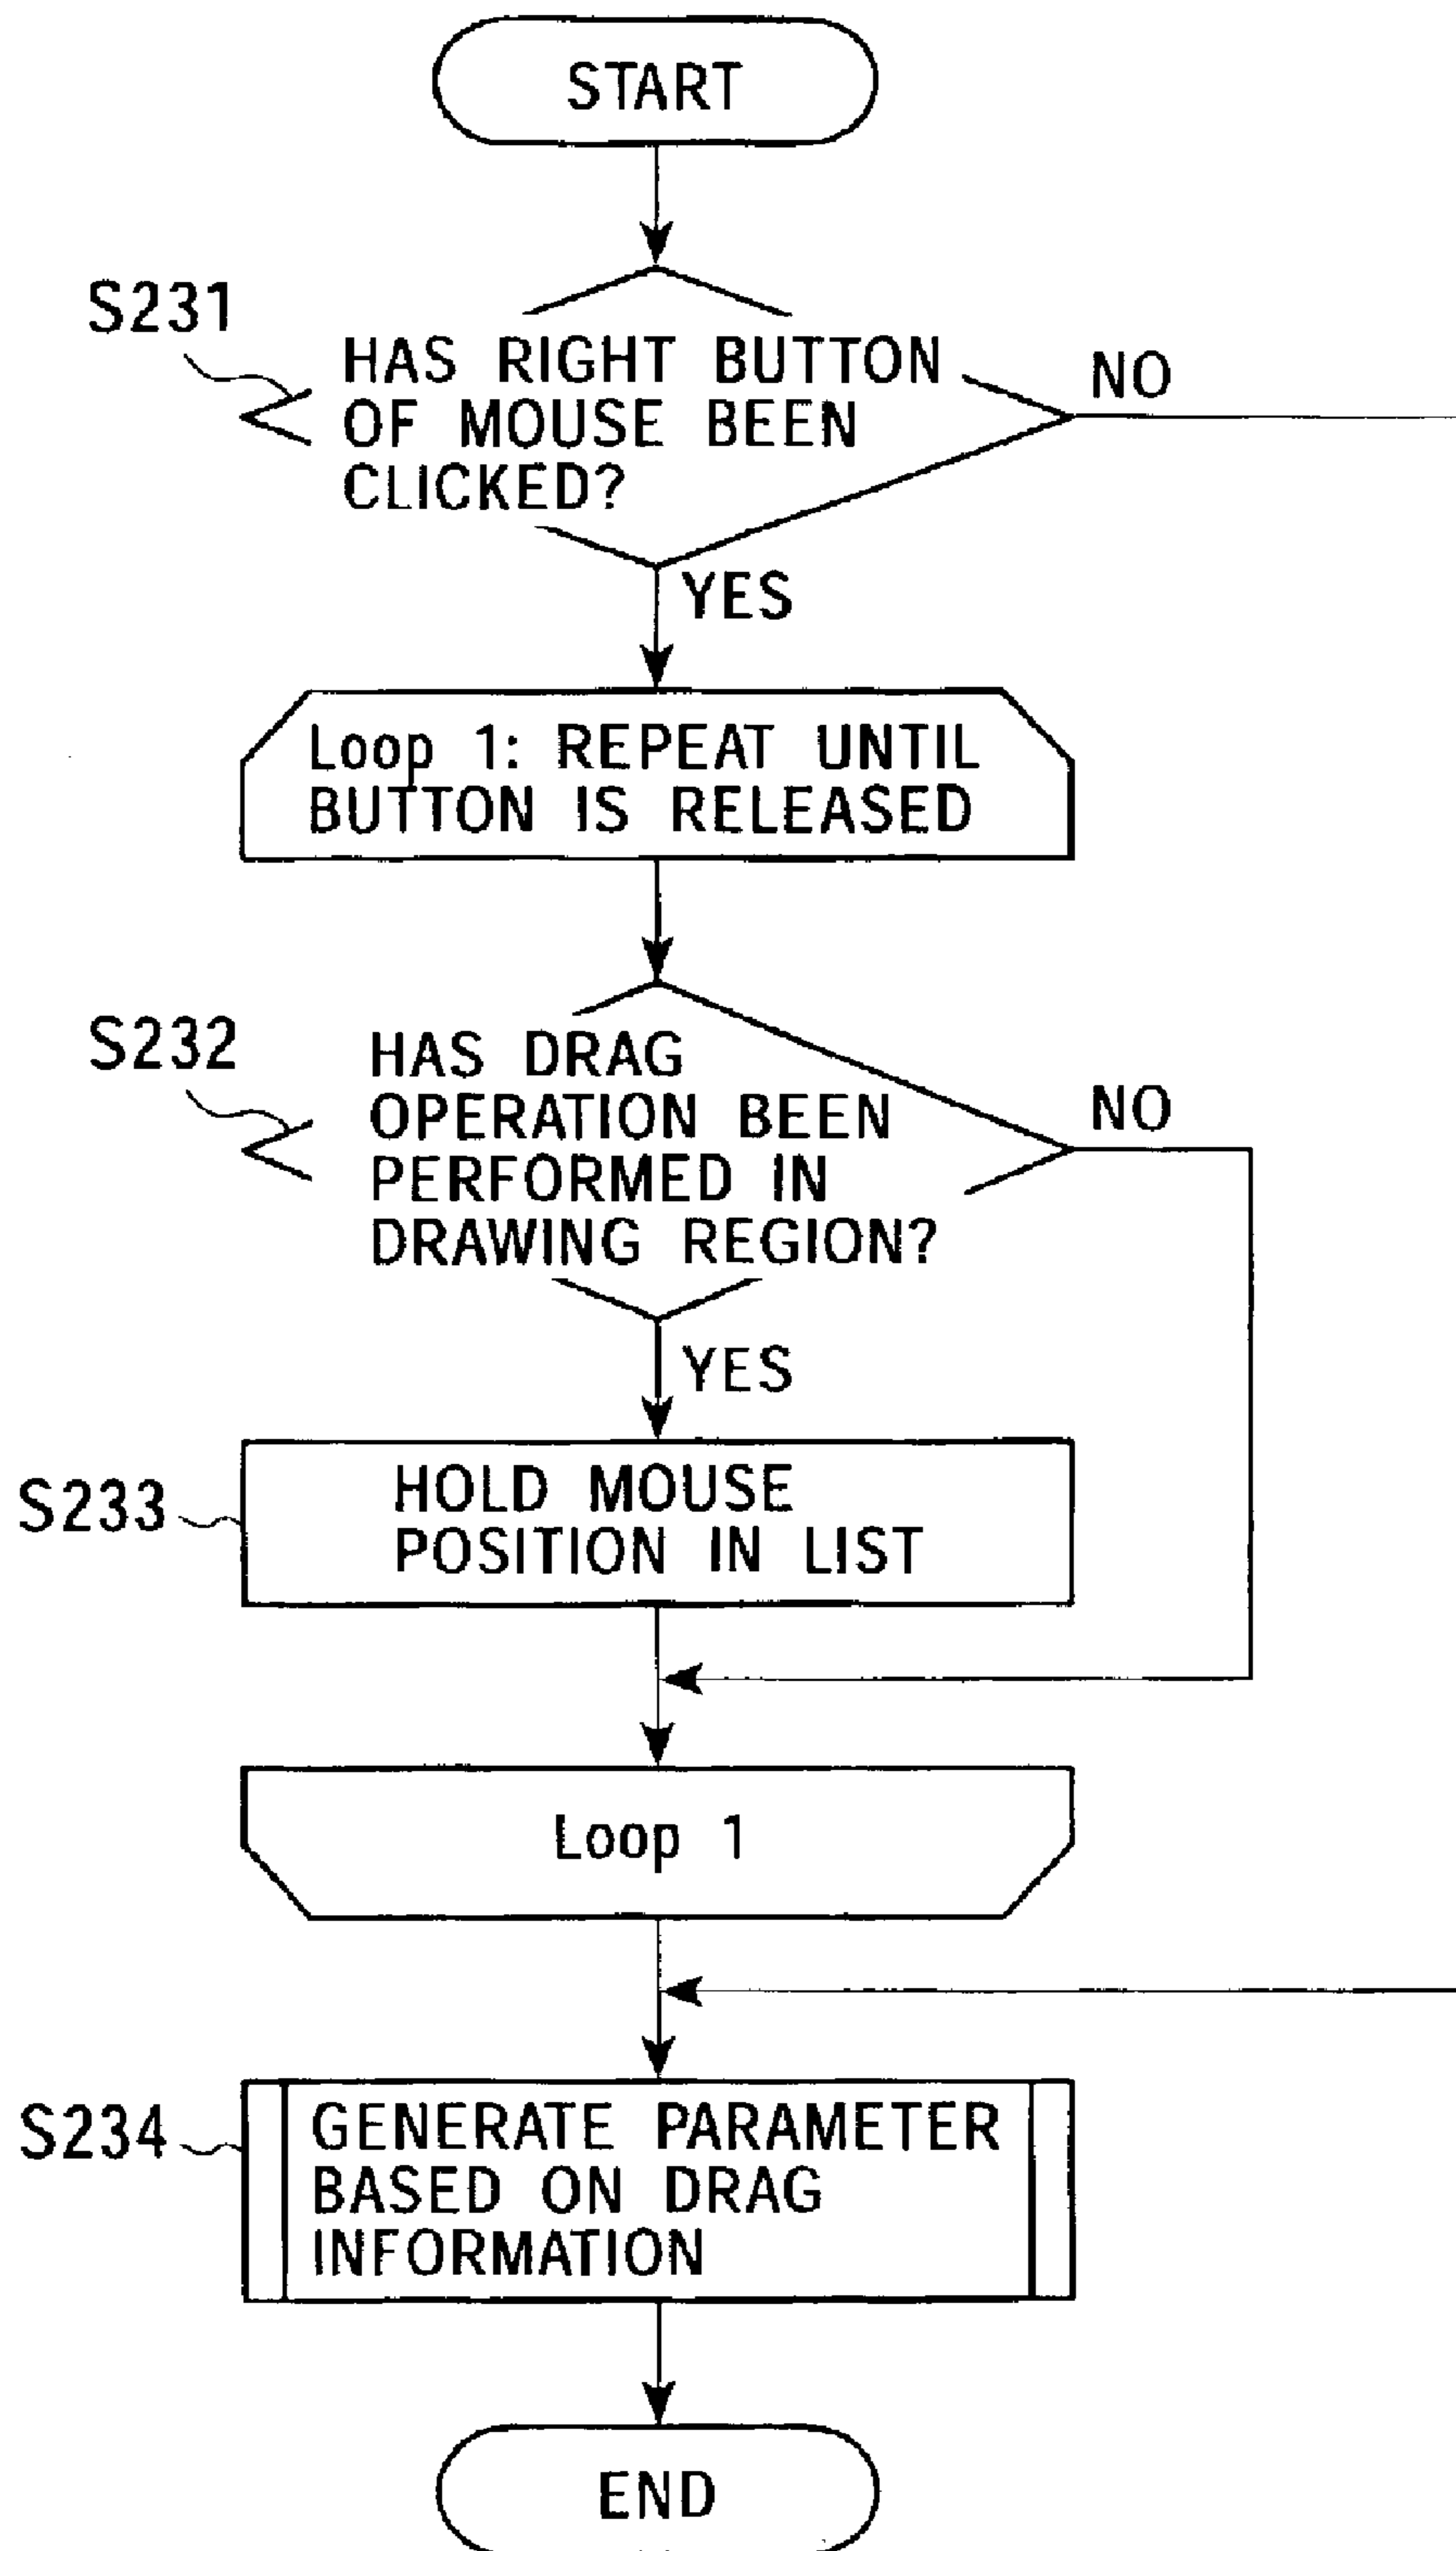 START
S231
HAS RIGHT BUTTON
OF MOUSE BEEN
CLICKED?
NO
YES
Loop 1: REPEAT UNTIL
BUTTON IS RELEASED
S232
HAS DRAG
OPERATION BEEN
PERFORMED IN
DRAWING REGION?
NO
YES
S233
HOLD MOUSE
POSITION IN LIST
Loop 1
S234
GENERATE PARAMETER
BASED ON DRAG
INFORMATION
END